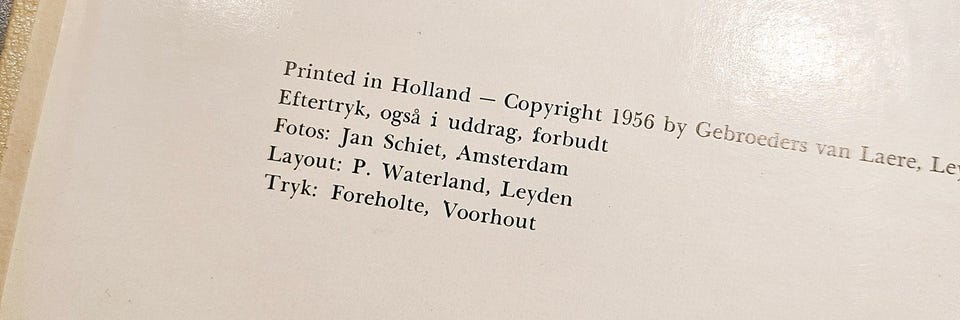 Printed in Holland — Copyright 1956 by Gebroeders van Laere,
Eftertryk, også i uddrag, forbudt
Fotos: Jan Schiet, Amsterdam
Layout: P. Waterland, Leyden
Tryk: Foreholte, Voorhout